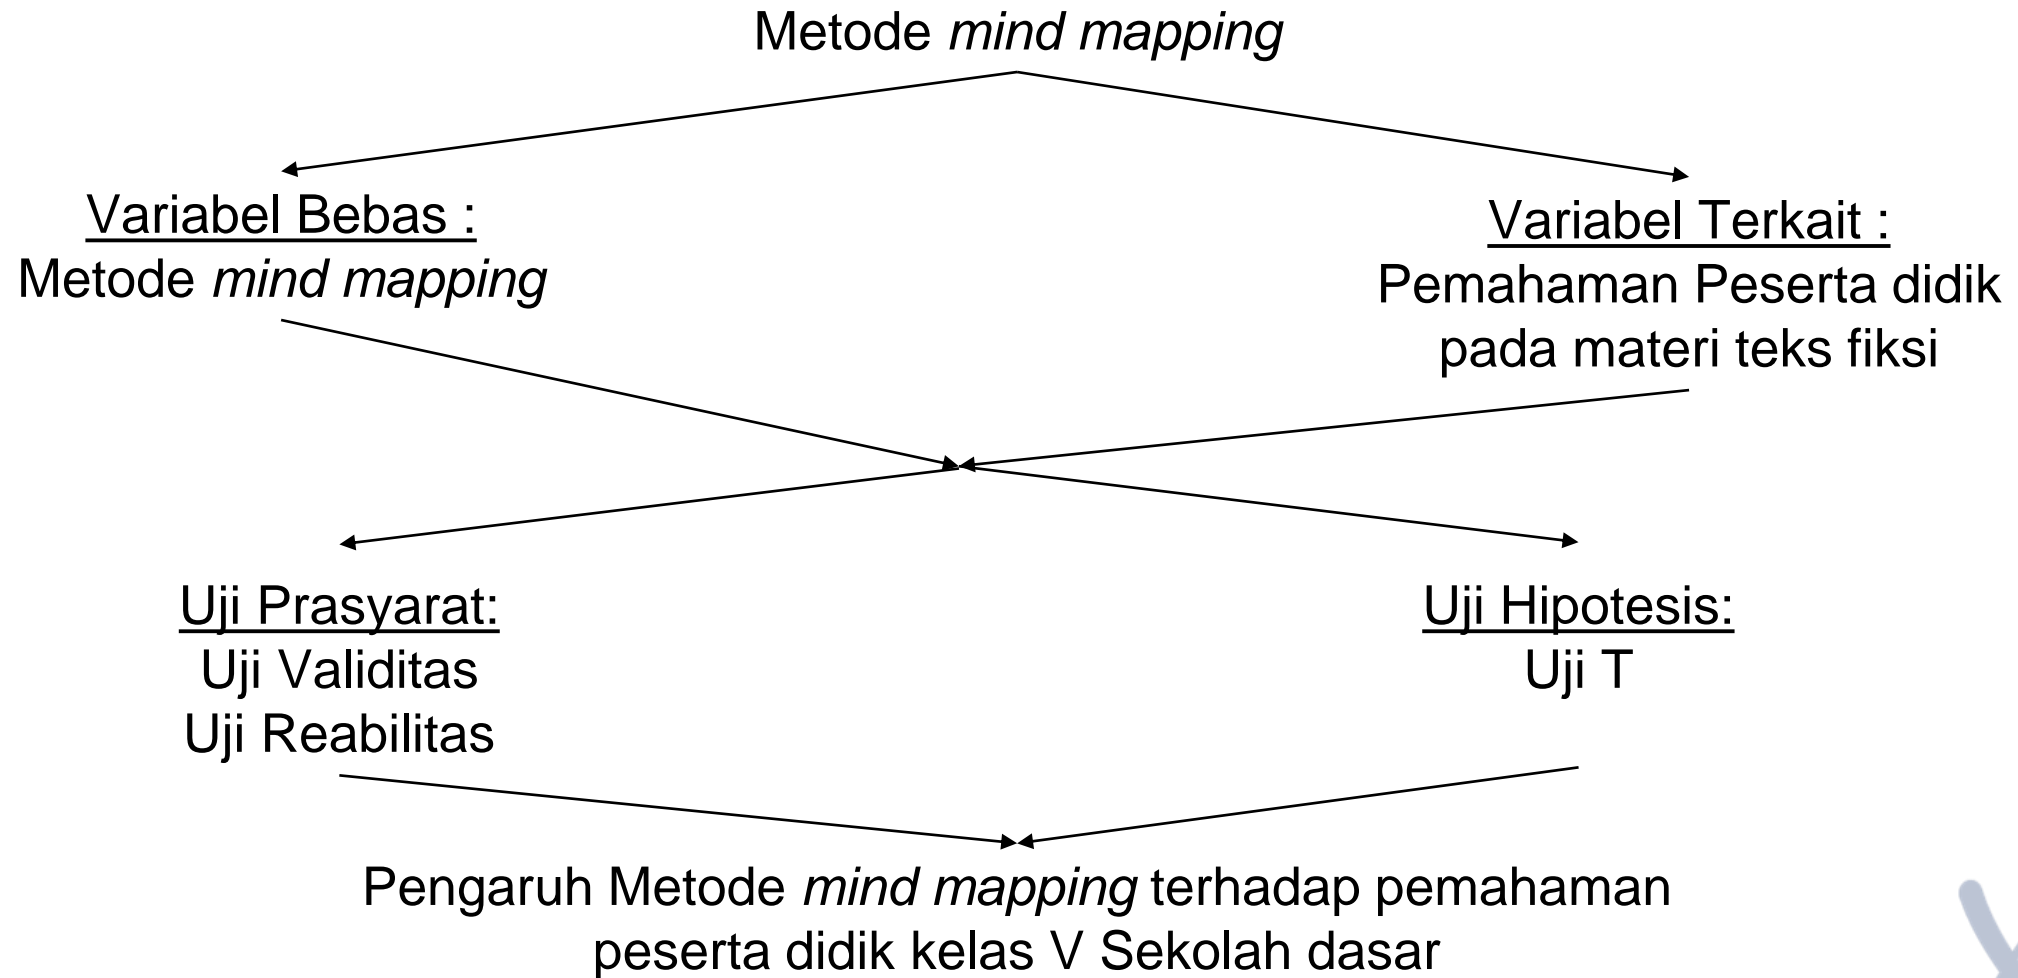 Metode mind mapping
Variabel Bebas :
Metode mind mapping
Variabel Terkait :
Pemahaman Peserta didik
pada materi teks fiksi
Uji Prasyarat:
Uji Validitas
Uji Reabilitas
Uji Hipotesis:
Uji T
Pengaruh Metode mind mapping terhadap pemahaman
peserta didik kelas V Sekolah dasar